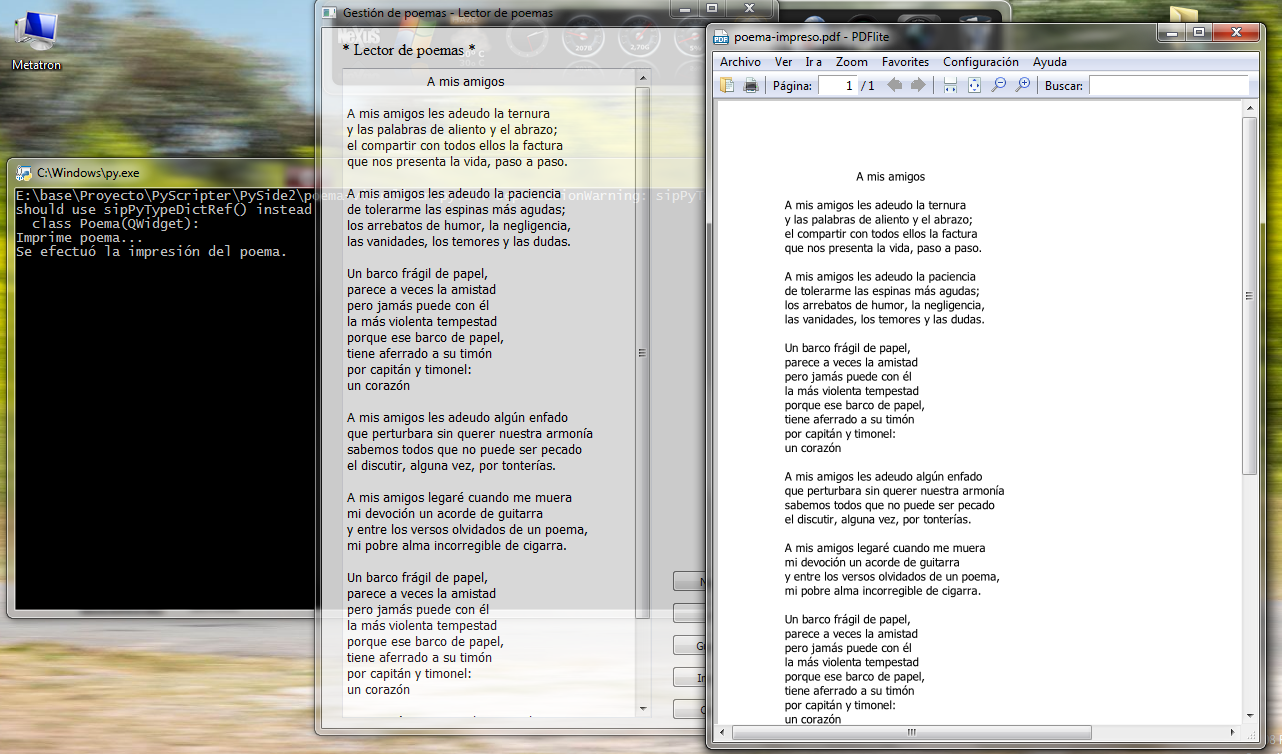 Metatron
C:\Windows\py.exe
E:\base\Proyecto\PyScripter\PySide2\poema
should use sipPyTypeDictRef() instead
class Poema(QWidget):
Imprime poema...
Se efectuó la impresión del poema.
Gestión de poemas - Lector de poemas
* Lector de poemas *
A mis amigos
A mis amigos les adeudo la ternura
y las palabras de aliento y el abrazo;
el compartir con todos ellos la factura
que nos presenta la vida, paso a paso.
A mis amigos les adeudo la paciencia
de tolerarme las espinas más agudas;
los arrebatos de humor, la negligencia,
las vanidades, los temores y las dudas.
Un barco frágil de papel,
parece a veces la amistad
pero jamás puede con él
la más violenta tempestad
porque ese barco de papel,
tiene aferrado a su timón
por capitán y timonel:
un corazón
A mis amigos les adeudo algún enfado
que perturbara sin querer nuestra armonía
sabemos todos que no puede ser pecado
el discutir, alguna vez, por tonterías.
A mis amigos legaré cuando me muera
mi devoción un acorde de guitarra
y entre los versos olvidados de un poema,
mi pobre alma incorregible de cigarra.
Un barco frágil de papel,
parece a veces la amistad
pero jamás puede con él
la más violenta tempestad
porque ese barco de papel,
tiene aferrado a su timón
por capitán y timonel:
un corazón
poema-impreso.pdf - PDFlite
Archivo Ver Ir a Zoom Favorites Configuración Ayuda
Página: 1 / 1 Buscar:
A mis amigos
A mis amigos les adeudo la ternura
y las palabras de aliento y el abrazo;
el compartir con todos ellos la factura
que nos presenta la vida, paso a paso.
A mis amigos les adeudo la paciencia
de tolerarme las espinas más agudas;
los arrebatos de humor, la negligencia,
las vanidades, los temores y las dudas.
Un barco frágil de papel,
parece a veces la amistad
pero jamás puede con él
la más violenta tempestad
porque ese barco de papel,
tiene aferrado a su timón
por capitán y timonel:
un corazón
A mis amigos les adeudo algún enfado
que perturbara sin querer nuestra armonía
sabemos todos que no puede ser pecado
el discutir, alguna vez, por tonterías.
A mis amigos legaré cuando me muera
mi devoción un acorde de guitarra
y entre los versos olvidados de un poema,
mi pobre alma incorregible de cigarra.
Un barco frágil de papel,
parece a veces la amistad
pero jamás puede con él
la más violenta tempestad
porque ese barco de papel,
tiene aferrado a su timón
por capitán y timonel:
un corazón